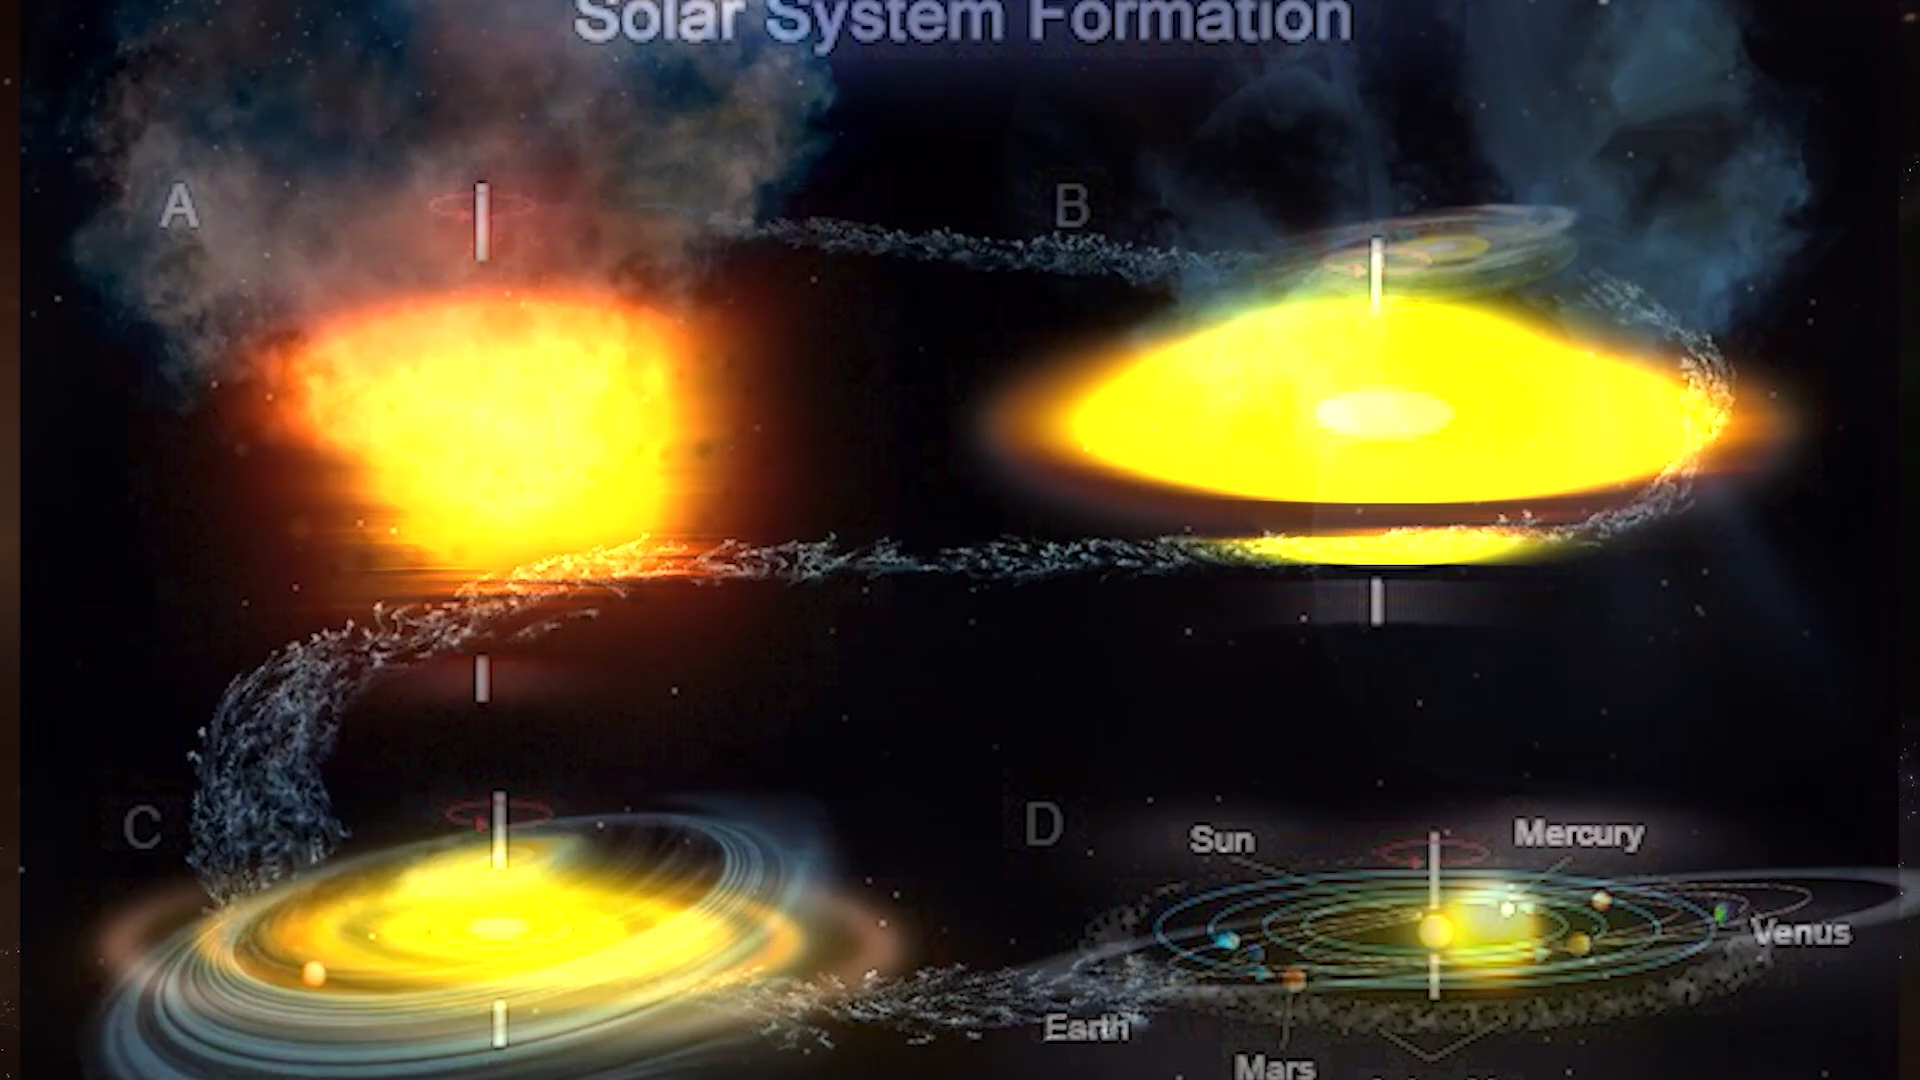 Solar System Formation
A
B
C
D
Sun
Mercury
Venus
Earth
Mars